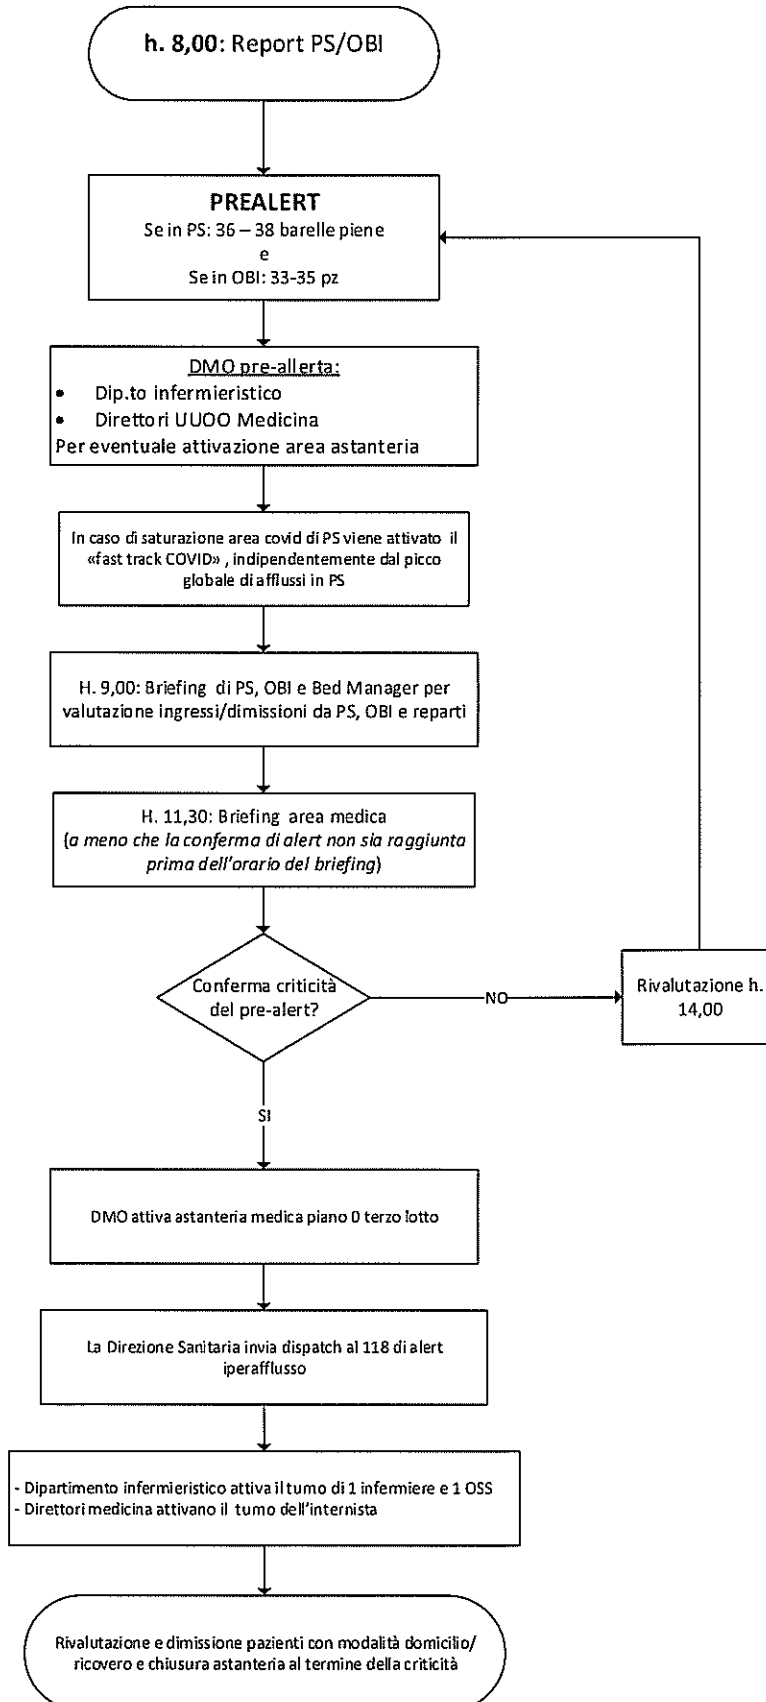 h. 8,00: Report PS/OBI
PREALERT
Se in PS: 36 – 38 barelle piene
e
Se in OBI: 33-35 pz
DMO pre-allerta:
• Dip.to infermieristico
• Direttori UUOO Medicina
Per eventuale attivazione area astanteria
In caso di saturazione area covid di PS viene attivato il
«fast track COVID» , indipendentemente dal picco
globale di afflussi in PS
H. 9,00: Briefing di PS, OBI e Bed Manager per
valutazione ingressi/dimissioni da PS, OBI e reparti
H. 11,30: Briefing area medica
(a meno che la conferma di alert non sia raggiunta
prima dell'orario del briefing)
Conferma criticità
del pre-alert?
NO
Rivalutazione h.
14,00
SI
DMO attiva astanteria medica piano 0 terzo lotto
La Direzione Sanitaria invia dispatch al 118 di alert
iperafflusso
- Dipartimento infermieristico attiva il turno di 1 infermiere e 1 OSS
- Direttori medicina attivano il turno dell'internista
Rivalutazione e dimissione pazienti con modalità domicilio/
ricovero e chiusura astanteria al termine della criticità